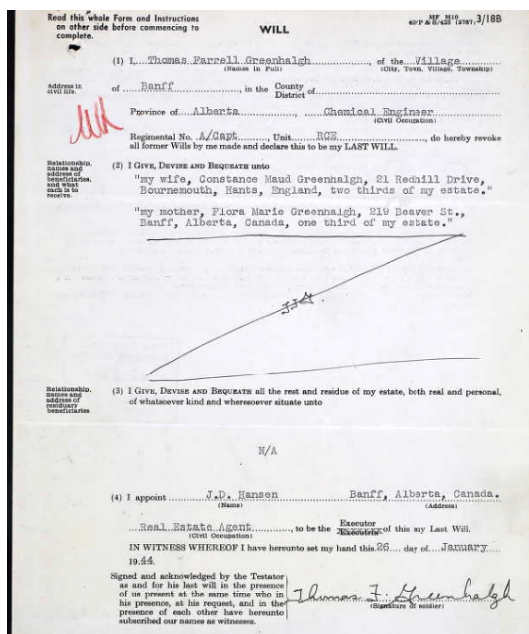 Read this whole Form and Instructions
on other side before commencing to
complete.
WILL
MF M10
3/18B
(1) I, Thomas Farrell Greenhalgh, of the Village
(Names in Full) (City, Town, Village, Township)
Address in
civil life.
of Banff, in the County
District of
Province of Alberta, Chemical Engineer
(Civil Occupation)
Regimental No. A/Capt, Unit RCE, do hereby revoke
all former Wills by me made and declare this to be my LAST WILL.
Relationship,
names and
address of
beneficiaries,
and what
each is to
receive.
(2) I GIVE, DEVISE AND BEQUEATH unto
"my wife, Constance Maud Greenhalgh, 21 Redhill Drive,
Bournemouth, Hants, England, two thirds of my estate."
"my mother, Flora Marie Greenhalgh, 219 Beaver St.,
Banff, Alberta, Canada, one third of my estate."
Relationship,
names and
address of
residuary
beneficiaries
(3) I GIVE, DEVISE AND BEQUEATH all the rest and residue of my estate, both real and personal,
of whatsoever kind and wheresoever situate unto
N/A
(4) I appoint J.D. Hansen Banff, Alberta, Canada.
(Name) (Address)
Real Estate Agent, to be the Executor of this my Last Will.
(Civil Occupation) Executrix
IN WITNESS WHEREOF I have hereunto set my hand this 26 day of January
19.44.
Signed and acknowledged by the Testator
as and for his last will in the presence
of us present at the same time who in
his presence, at his request, and in the
presence of each other have hereunto
subscribed our names as witnesses.
Thomas F. Greenhalgh
(Signature of soldier)